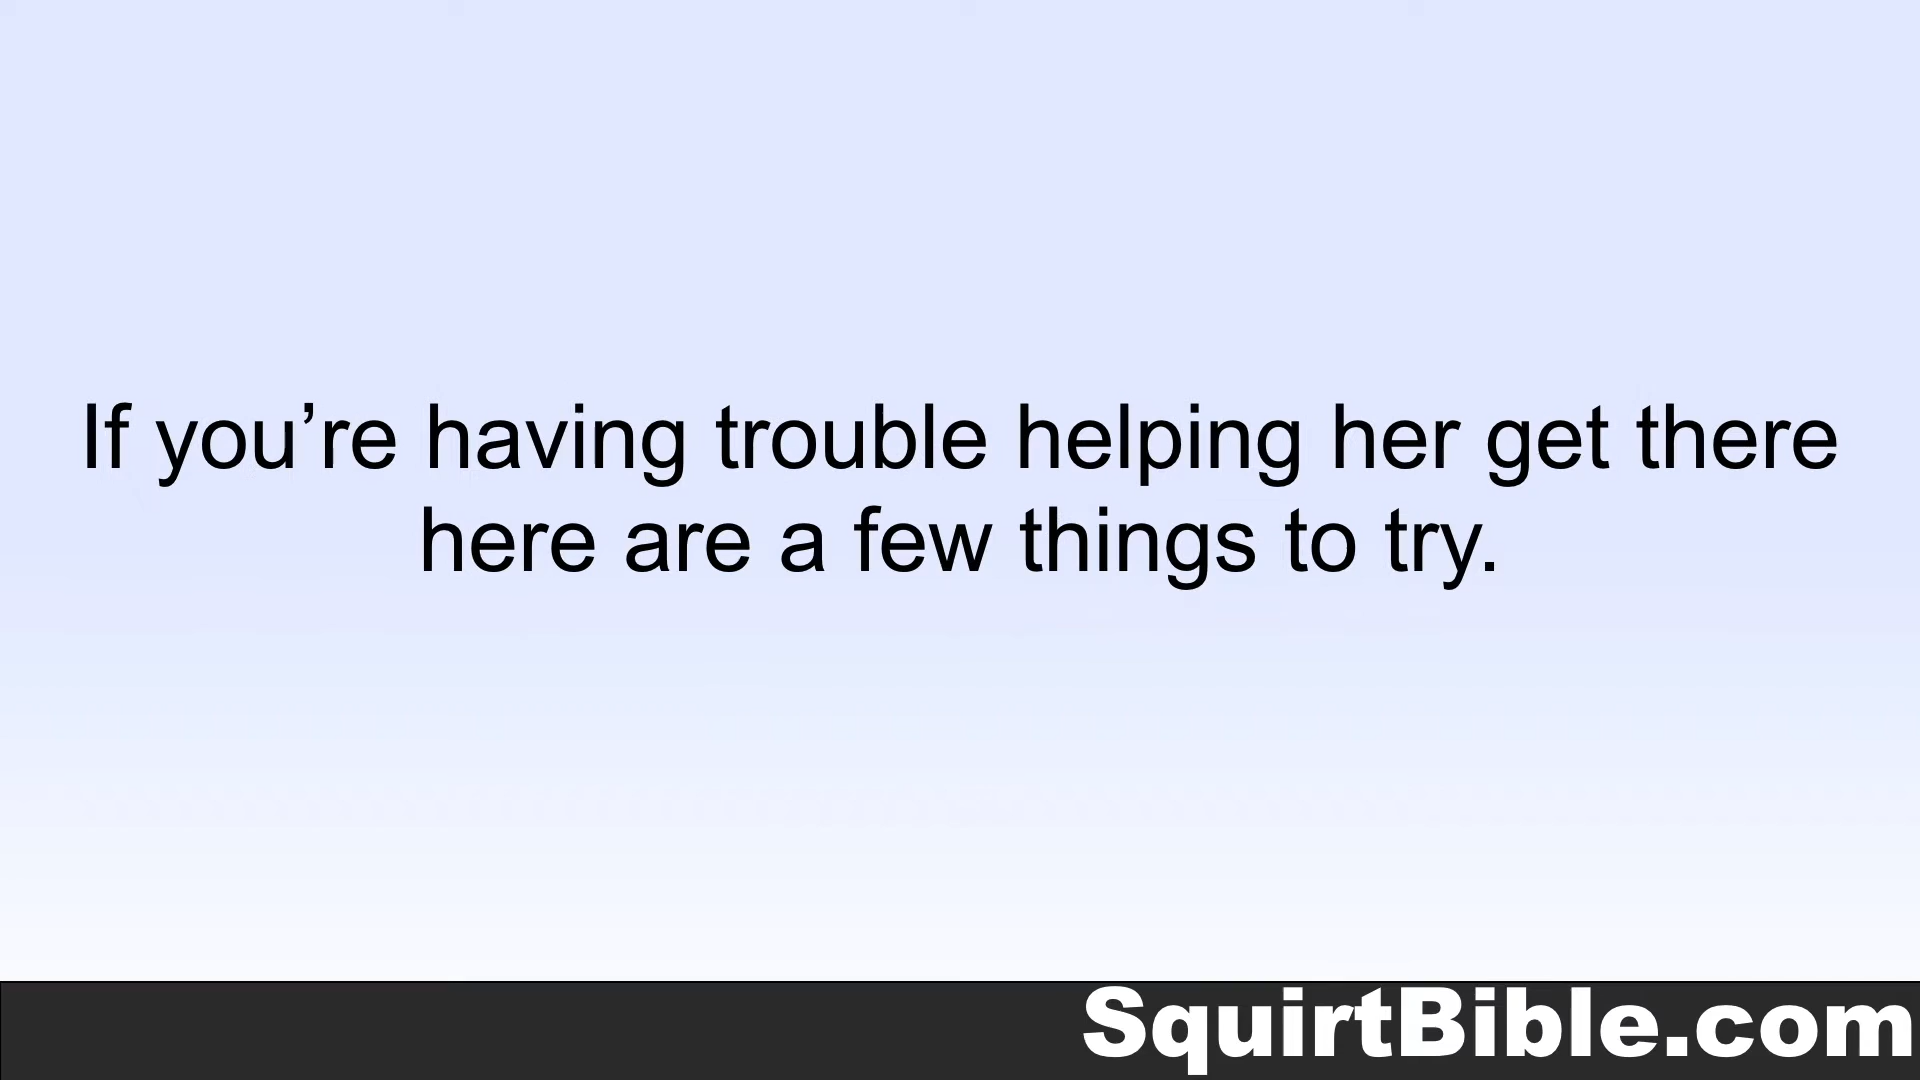 If you’re having trouble helping her get there
here are a few things to try.
SquirtBible.com